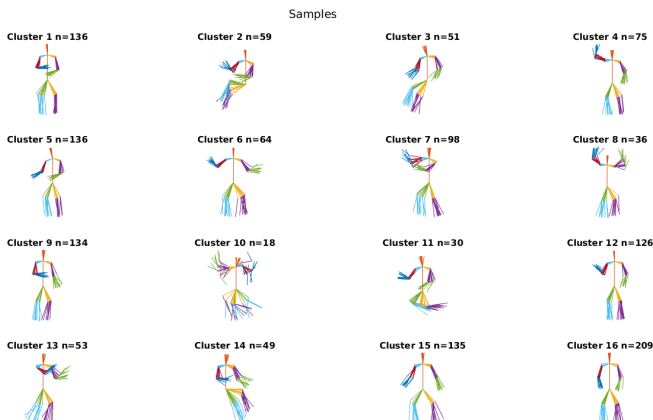 Samples
Cluster 1 n=136
Cluster 2 n=59
Cluster 3 n=51
Cluster 4 n=75
Cluster 5 n=136
Cluster 6 n=64
Cluster 7 n=98
Cluster 8 n=36
Cluster 9 n=134
Cluster 10 n=18
Cluster 11 n=30
Cluster 12 n=126
Cluster 13 n=53
Cluster 14 n=49
Cluster 15 n=135
Cluster 16 n=209